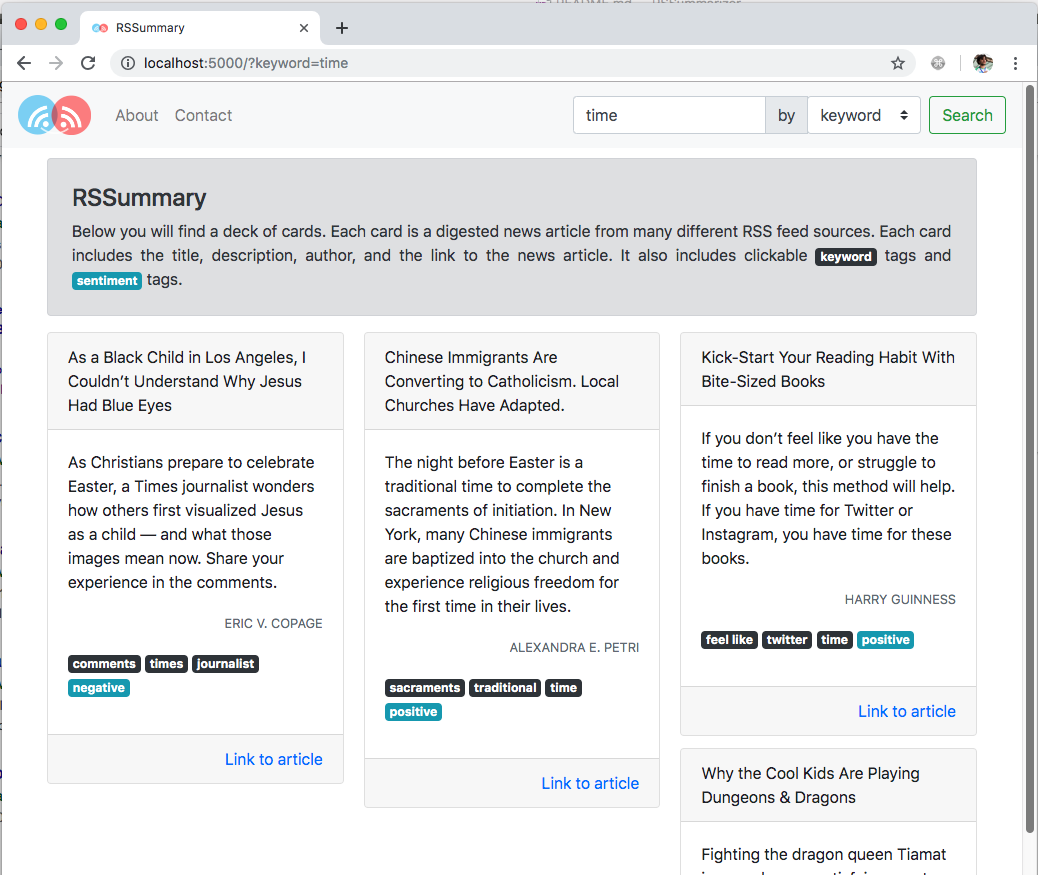 README.md — RSSummarizer
RSSummary
localhost:5000/?keyword=time
About Contact time by keyword Search
RSSummary
Below you will find a deck of cards. Each card is a digested news article from many different RSS feed sources. Each card
includes the title, description, author, and the link to the news article. It also includes clickable keyword tags and
sentiment tags.
As a Black Child in Los Angeles, I
Couldn’t Understand Why Jesus
Had Blue Eyes
As Christians prepare to celebrate
Easter, a Times journalist wonders
how others first visualized Jesus
as a child — and what those
images mean now. Share your
experience in the comments.
ERIC V. COPAGE
comments times journalist
negative
Link to article
Chinese Immigrants Are
Converting to Catholicism. Local
Churches Have Adapted.
The night before Easter is a
traditional time to complete the
sacraments of initiation. In New
York, many Chinese immigrants
are baptized into the church and
experience religious freedom for
the first time in their lives.
ALEXANDRA E. PETRI
sacraments traditional time
positive
Link to article
Kick-Start Your Reading Habit With
Bite-Sized Books
If you don’t feel like you have the
time to read more, or struggle to
finish a book, this method will help.
If you have time for Twitter or
Instagram, you have time for these
books.
HARRY GUINNESS
feel like twitter time positive
Link to article
Why the Cool Kids Are Playing
Dungeons & Dragons
Fighting the dragon queen Tiamat